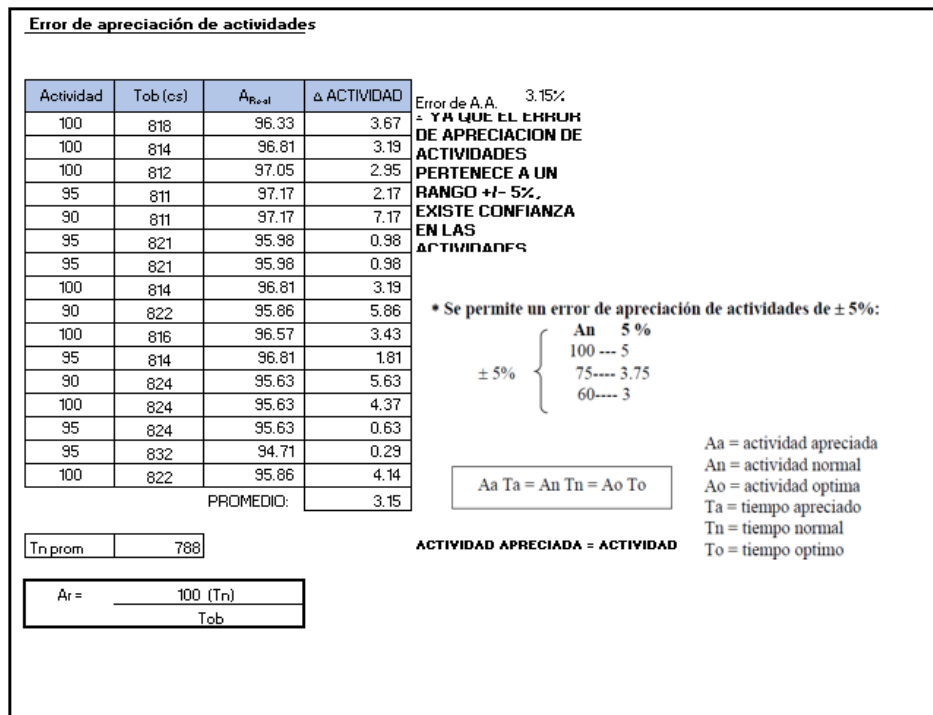 Error de apreciación de actividades
Actividad Tob (cs) AReal Δ ACTIVIDAD
100 818 96.33 3.67
100 814 96.81 3.19
100 812 97.05 2.95
95 811 97.17 2.17
90 811 97.17 7.17
95 821 95.98 0.98
95 821 95.98 0.98
100 814 96.81 3.19
90 822 95.86 5.86
100 816 96.57 3.43
95 814 96.81 1.81
90 824 95.63 5.63
100 824 95.63 4.37
95 824 95.63 0.63
95 832 94.71 0.29
100 822 95.86 4.14
PROMEDIO: 3.15
Tn prom 788
Ar = 100 (Tn)
Tob
Error de A.A. 3.15%
= YA QUE EL ERROR
DE APRECIACION DE
ACTIVIDADES
PERTENECE A UN
RANGO +/- 5%,
EXISTE CONFIANZA
EN LAS
ACTIVIDADES
* Se permite un error de apreciación de actividades de ± 5%:
An 5 %
100 --- 5
± 5% 75---- 3.75
60---- 3
Aa Ta = An Tn = Ao To
Aa = actividad apreciada
An = actividad normal
Ao = actividad optima
Ta = tiempo apreciado
Tn = tiempo normal
To = tiempo optimo
ACTIVIDAD APRECIADA = ACTIVIDAD